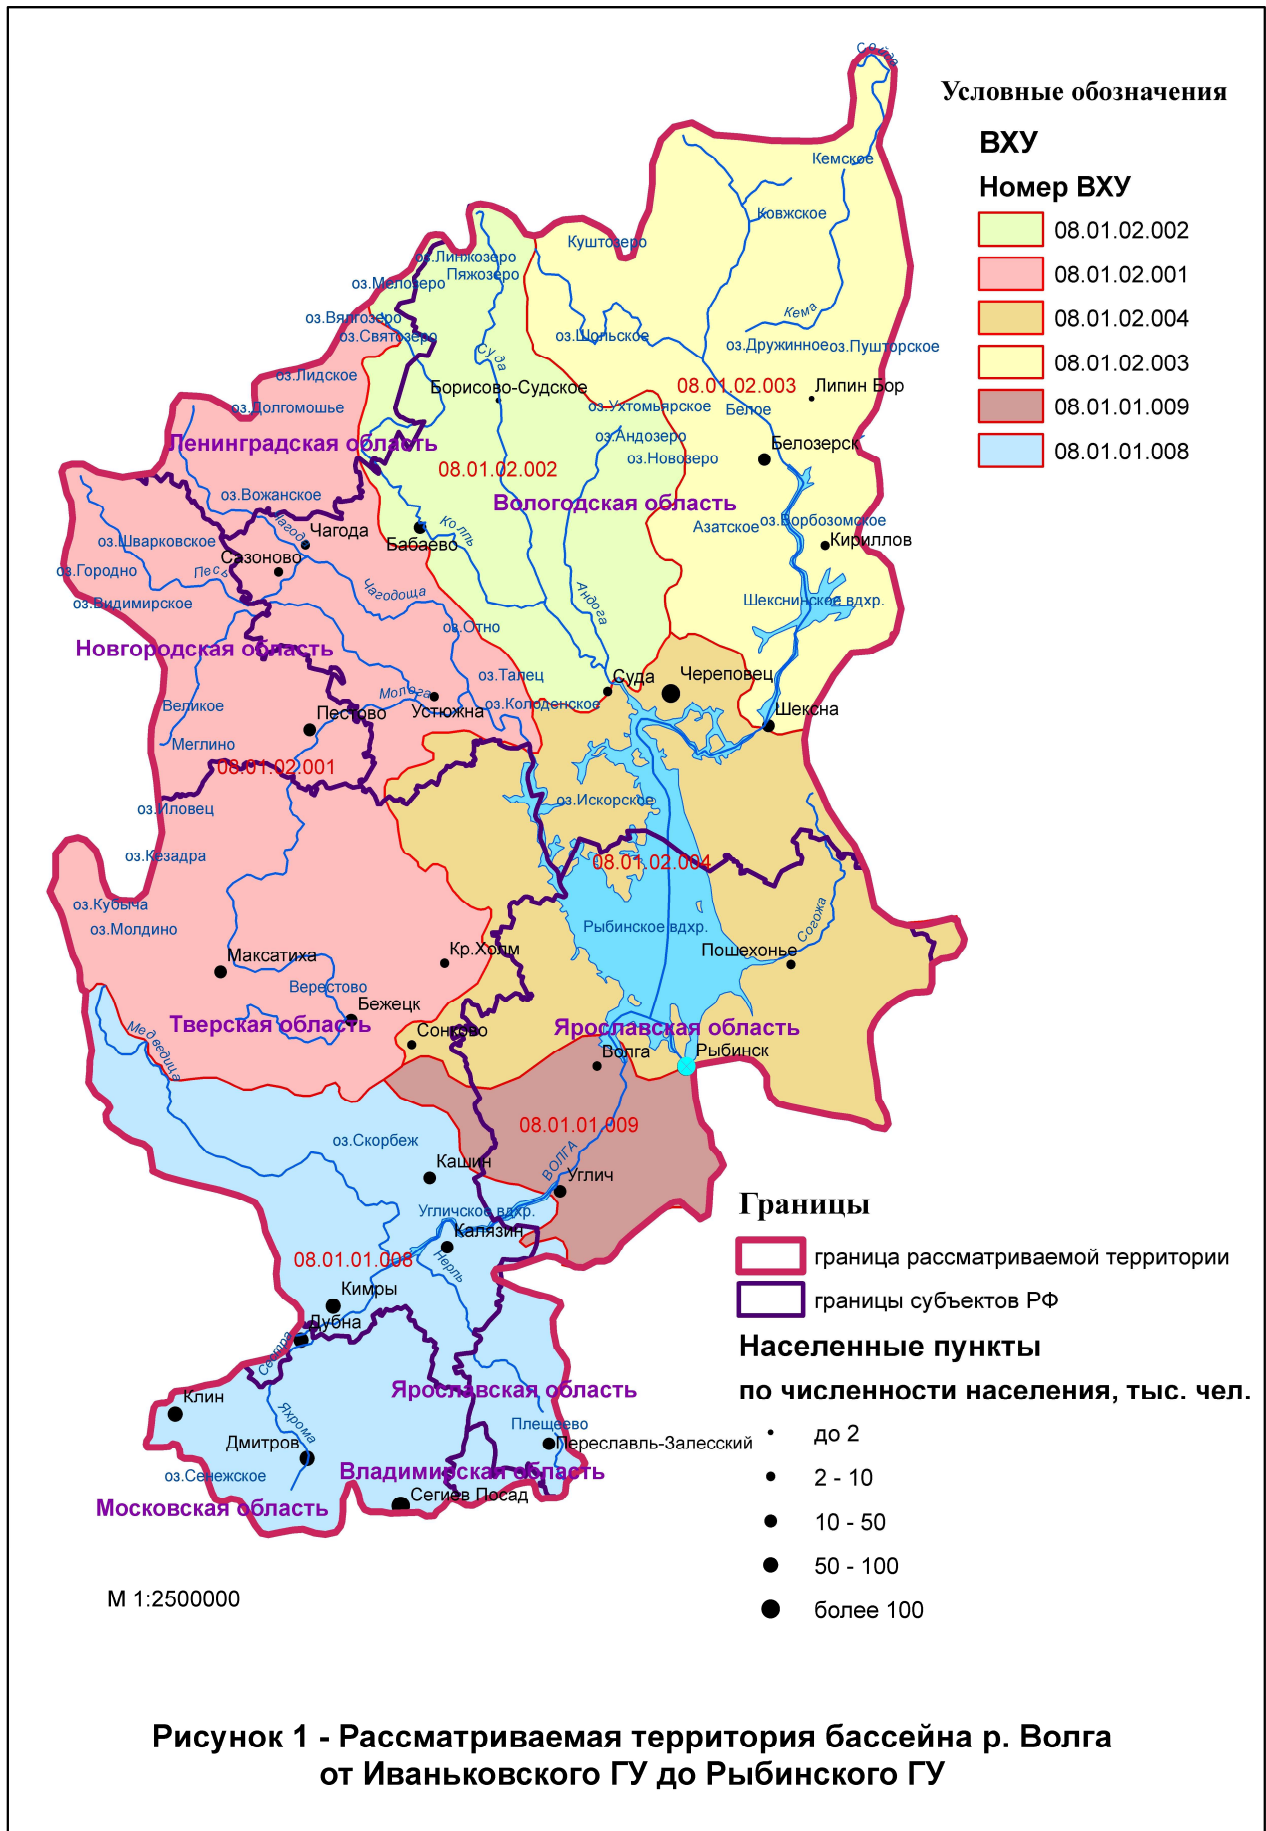 Условные обозначения
ВХУ
Номер ВХУ
08.01.02.002
08.01.02.001
08.01.02.004
08.01.02.003
08.01.01.009
08.01.01.008
Сойда
Кемское
Ковжское
Куштозеро
оз.Линжозеро
Пяжозеро
оз.Мелозеро
оз.Вялгозеро
оз.Святозеро
Кема
оз.Шольское
оз.Дружинное
оз.Пушторское
Суда
оз.Лидское
Борисово-Судское
08.01.02.003
Липин Бор
оз.Долгомошье
оз.Ухтомьярское
Белое
Ленинградская область
оз.Андозеро
Белозерск
оз.Новозеро
08.01.02.002
оз.Вожанское
Вологодская область
Чагода
Чагода
Колпь
Азатское
оз.Ворбозомское
Кириллов
оз.Шварковское
Бабаево
Сазоново
оз.Городно
Песь
Чагодоща
Андога
оз.Видимирское
Шекснинское вдхр.
оз.Отно
Новгородская область
оз.Талец
Суда
Череповец
Молога
Великое
Пестово
Устюжна
оз.Колоденское
Шексна
Меглино
08.01.02.001
оз.Иловец
оз.Искорское
оз.Кезадра
08.01.02.004
оз.Кубыча
оз.Молдино
Рыбинское вдхр.
Согожа
Максатиха
Кр.Холм
Пошехонье
Верестово
Бежецк
Тверская область
Сонково
Ярославская область
Медведица
Волга
Рыбинск
08.01.01.009
оз.Скорбеж
Кашин
ВОЛГА
Углич
Угличское вдхр.
Калязин
08.01.01.008
Нерль
Кимры
Дубна
Сестра
Ярославская область
Клин
Яхрома
Плещеево
Дмитров
Переславль-Залесский
оз.Сенежское
Владимирская область
Сегиев Посад
Московская область
Границы
граница рассматриваемой территории
границы субъектов РФ
Населенные пункты
по численности населения, тыс. чел.
до 2
2 - 10
10 - 50
50 - 100
более 100
М 1:2500000
Рисунок 1 - Рассматриваемая территория бассейна р. Волга
от Иваньковского ГУ до Рыбинского ГУ